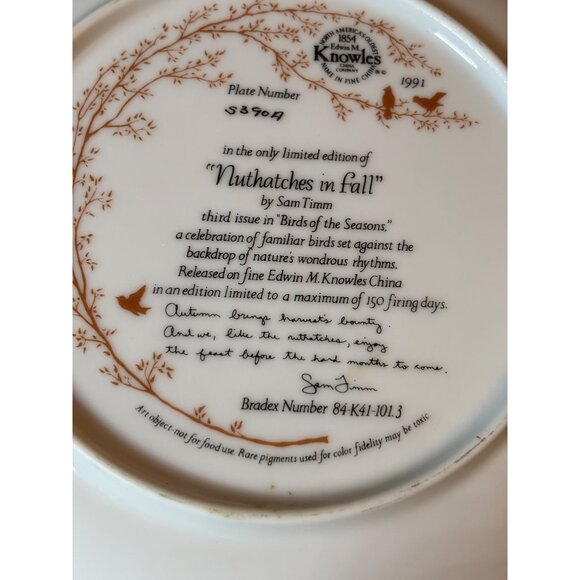 NORTH AMERICA'S OLDEST
1854
Edwin M.
Knowles
CHINA
COMPANY
NAME IN FINE CHINA
®©
1991
Plate Number
5390A
in the only limited edition of
"Nuthatches in Fall"
by Sam Timm
third issue in "Birds of the Seasons,"
a celebration of familiar birds set against the
backdrop of nature's wondrous rhythms.
Released on fine Edwin M. Knowles China
in an edition limited to a maximum of 150 firing days.
Autumn brings harvest's bounty.
And we, like the nuthatches, enjoy
the feast before the hard months to come.
Sam Timm
Bradex Number 84-K41-101.3
Art object-not for food use. Rare pigments used for color fidelity may be toxic.